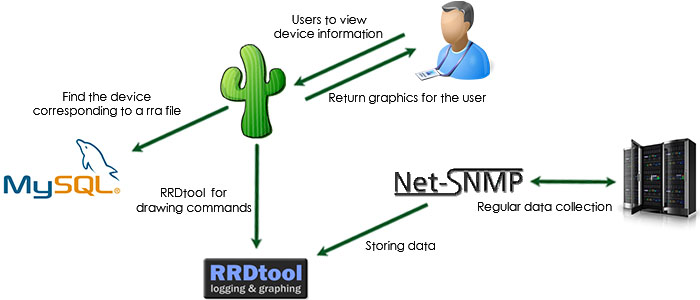 Users to view
device information
Find the device
corresponding to a rra file
Return graphics for the user
MySQL®
RRDtool for
drawing commands
Net-SNMP
Regular data collection
Storing data
RRDtool
logging & graphing